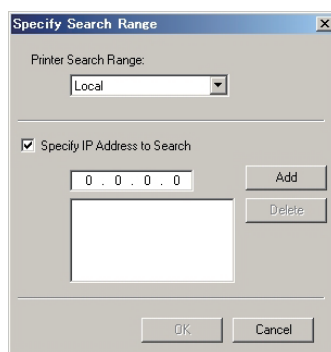 Specify Search Range
Printer Search Range:
Local
Specify IP Address to Search
0 . 0 . 0 . 0
Add
Delete
OK
Cancel